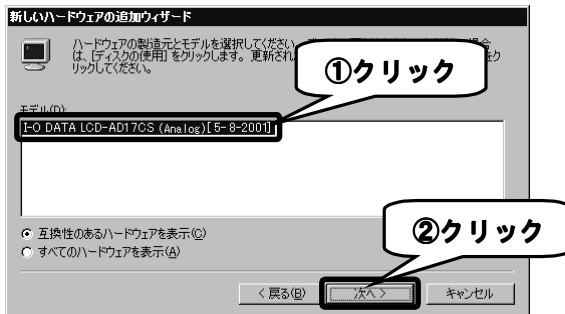 新しいハードウェアの追加ウィザード
ハードウェアの製造元とモデルを選択してください。
は、[ディスクの使用] をクリックします。更新され
リックしてください。
①クリック
モデル(D):
I-O DATA LCD-AD17CS (Analog)[ 5- 8-2001]
互換性のあるハードウェアを表示(C)
すべてのハードウェアを表示(A)
②クリック
< 戻る(B)
次へ >
キャンセル